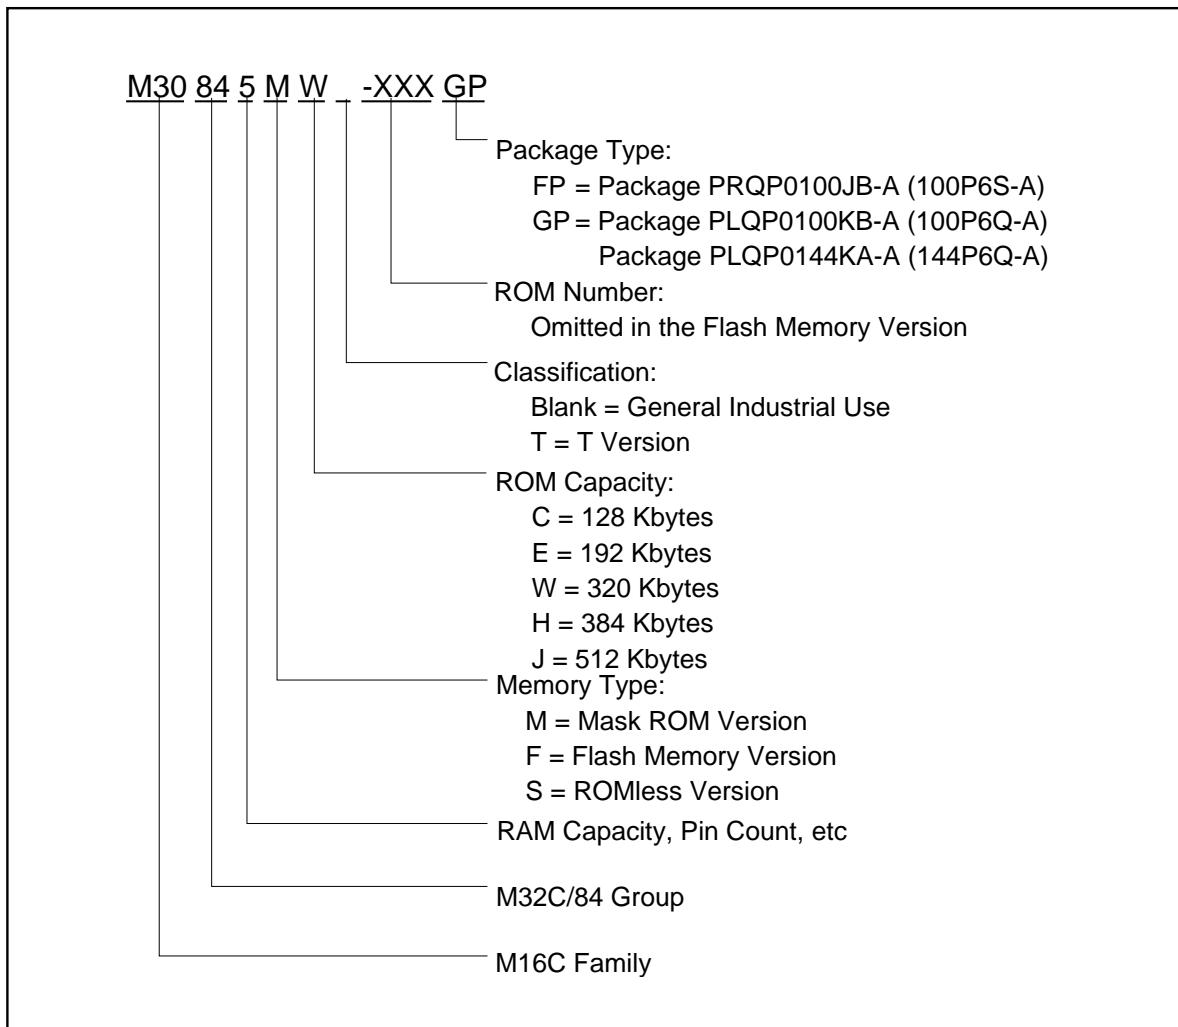 M30 84 5 M W _ -XXX GP
Package Type:
FP = Package PRQP0100JB-A (100P6S-A)
GP = Package PLQP0100KB-A (100P6Q-A)
Package PLQP0144KA-A (144P6Q-A)
ROM Number:
Omitted in the Flash Memory Version
Classification:
Blank = General Industrial Use
T = T Version
ROM Capacity:
C = 128 Kbytes
E = 192 Kbytes
W = 320 Kbytes
H = 384 Kbytes
J = 512 Kbytes
Memory Type:
M = Mask ROM Version
F = Flash Memory Version
S = ROMless Version
RAM Capacity, Pin Count, etc
M32C/84 Group
M16C Family